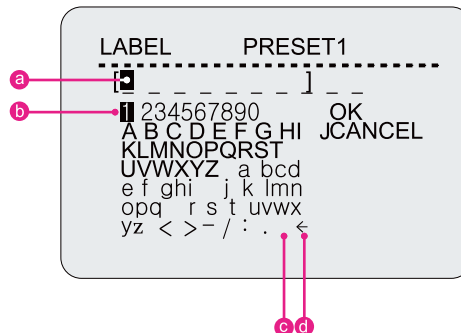 LABEL PRESET1
[_ _ _ _ _ _ _ _ ] _ _
1 234567890 OK
A B C D E F G HI JCANCEL
KLMNOPQRST
UVWXYZ a bcd
e f ghi j k lmn
opq r s t uvwx
yz < > - / : . ←
a
b
c
d